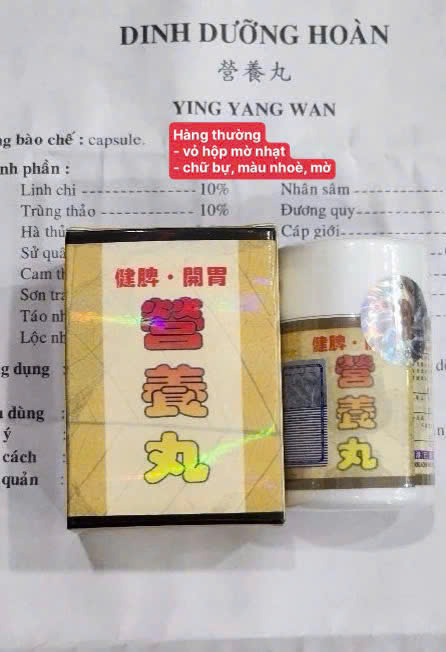 DINH DƯỠNG HOÀN
營養丸
YING YANG WAN
bào chế : capsule.
Hàng thường
- vỏ hộp mờ nhạt
- chữ bự, màu nhoè, mờ
phần :
Linh chi 10% Nhân sâm
Trùng thảo 10% Đương quy
Hà thủ Cáp giới
Sử quả
Cam
Sơn tra
Táo nh
Lộc nh
dụng :
dùng :
ý :
cách :
quản :
健脾·開胃
營養丸
健脾·
營養丸